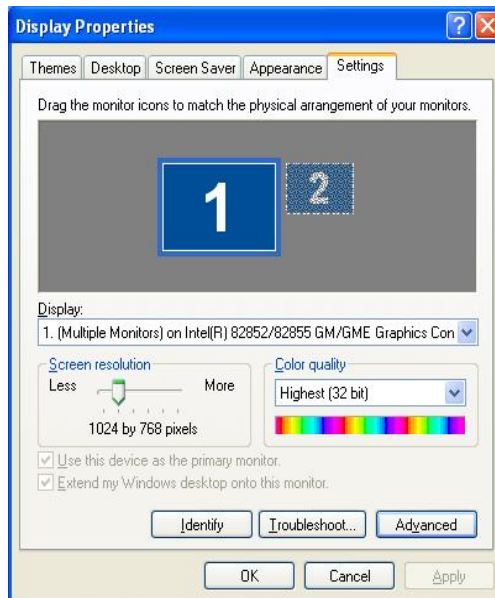 Display Properties
Themes Desktop Screen Saver Appearance Settings
Drag the monitor icons to match the physical arrangement of your monitors.
1 2
Display:
1. (Multiple Monitors) on Intel(R) 82852/82855 GM/GME Graphics Con
Screen resolution
Less More
1024 by 768 pixels
Color quality
Highest (32 bit)
Use this device as the primary monitor.
Extend my Windows desktop onto this monitor.
Identify Troubleshoot... Advanced
OK Cancel Apply